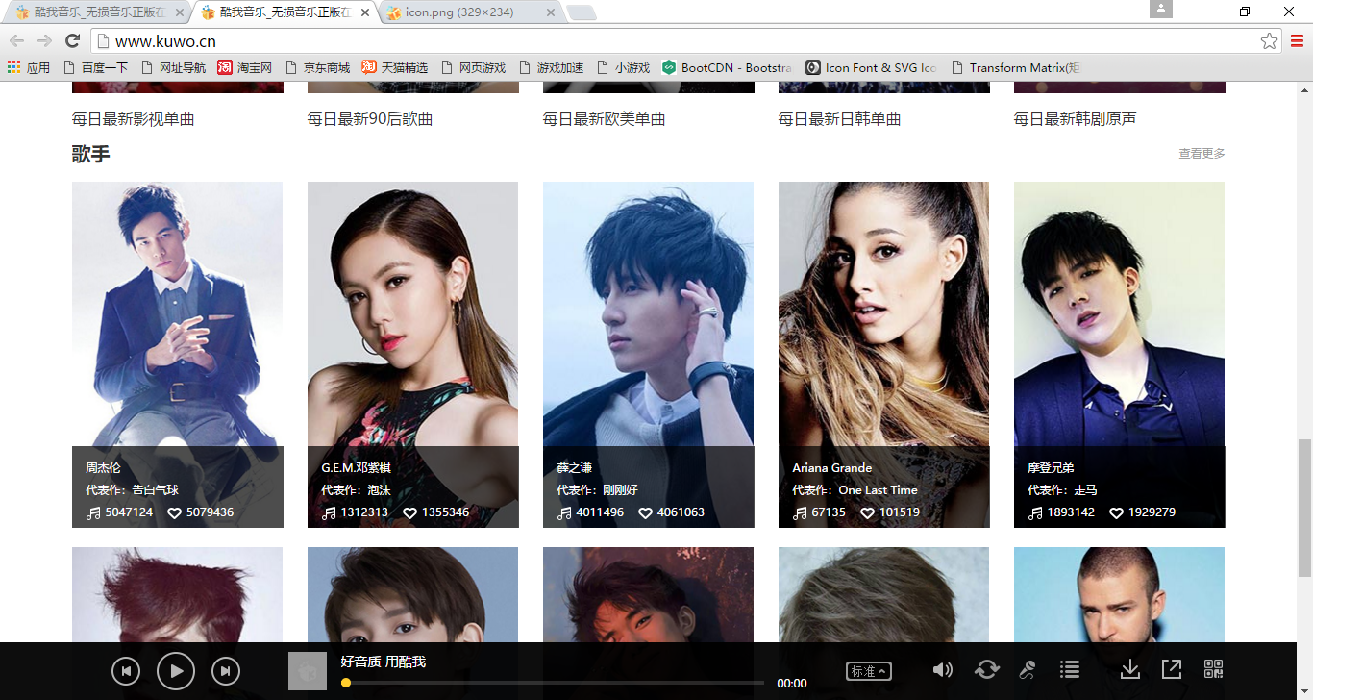 酷我音乐_无损音乐正版在
酷我音乐_无损音乐正版在
icon.png (329×234)
www.kuwo.cn
应用 百度一下 网址导航 淘宝网 京东商城 天猫精选 网页游戏 游戏加速 小游戏 BootCDN - Bootstra Icon Font & SVG Ico Transform Matrix(矩
每日最新影视单曲 每日最新90后歌曲 每日最新欧美单曲 每日最新日韩单曲 每日最新韩剧原声
歌手 查看更多
周杰伦
代表作：告白气球
5047124 5079436
G.E.M.邓紫棋
代表作：泡沫
1312313 1355346
薛之谦
代表作：刚刚好
4011496 4061063
Ariana Grande
代表作：One Last Time
67135 101519
摩登兄弟
代表作：走马
1893142 1929279
好音质 用酷我
00:00
标准